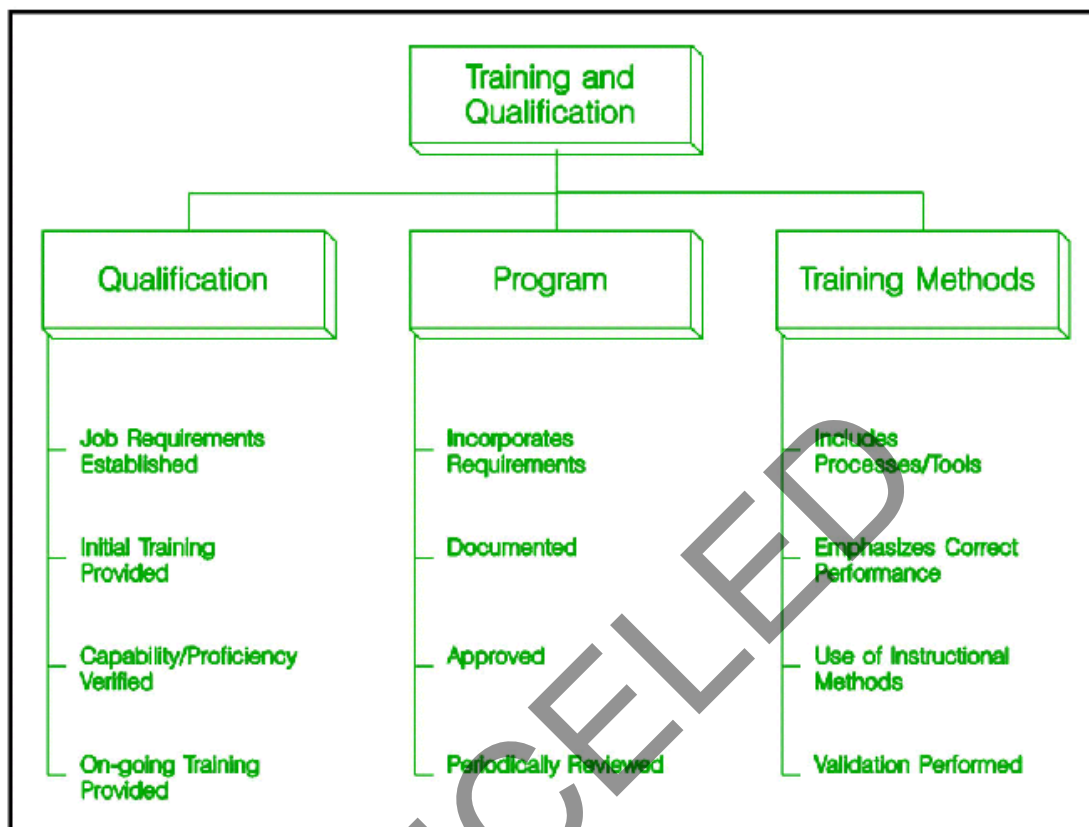 Training and
Qualification
Qualification
Program
Training Methods
Job Requirements
Established
Initial Training
Provided
Capability/Proficiency
Verified
On-going Training
Provided
Incorporates
Requirements
Documented
Approved
Periodically Reviewed
Includes
Processes/Tools
Emphasizes Correct
Performance
Use of Instructional
Methods
Validation Performed
CELED